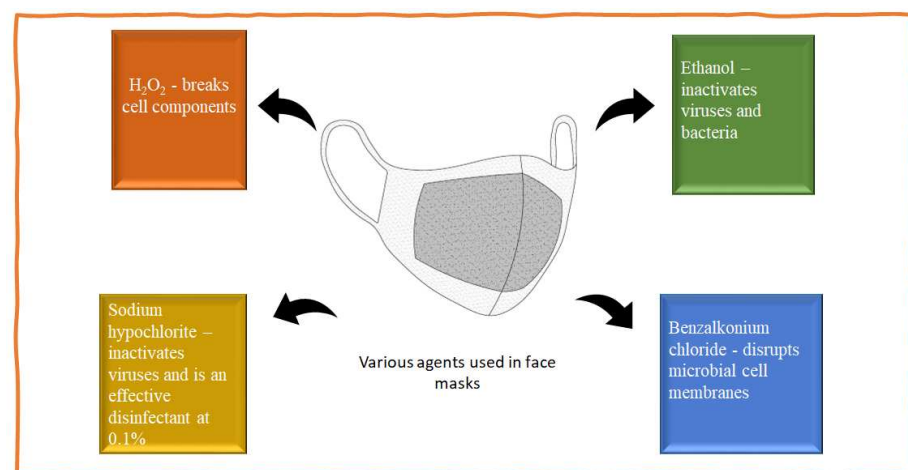 H₂O₂ - breaks
cell components
Ethanol –
inactivates
viruses and
bacteria
Sodium
hypochlorite –
inactivates
viruses and is an
effective
disinfectant at
0.1%
Benzalkonium
chloride - disrupts
microbial cell
membranes
Various agents used in face
masks